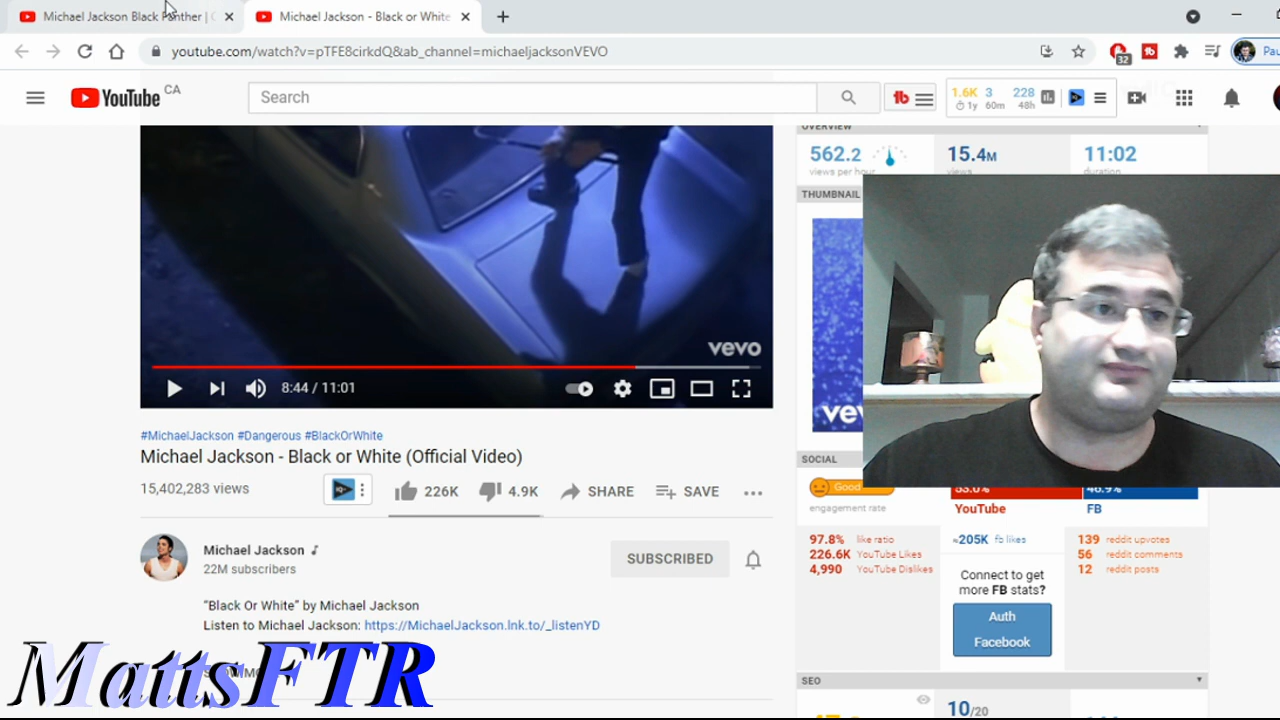 Michael Jackson Black Panther |
Michael Jackson - Black or White
youtube.com/watch?v=pTFE8cirkdQ&ab_channel=michaeljacksonVEVO
32
YouTube CA
Search
tb
1.6K 3 228
1y 60m 48h
OVERVIEW
562.2 15.4M 11:02
views per hour views duration
THUMBNAIL
vevo
8:44 / 11:01
#MichaelJackson #Dangerous #BlackOrWhite
Michael Jackson - Black or White (Official Video)
15,402,283 views
226K 4.9K SHARE SAVE
Michael Jackson
22M subscribers
SUBSCRIBED
“Black Or White” by Michael Jackson
Listen to Michael Jackson: https://MichaelJackson.lnk.to/_listenYD
MattsFTR
SOCIAL
Good
engagement rate
YouTube FB
97.8% like ratio
226.6K YouTube Likes
4,990 YouTube Dislikes
≈205K fb likes
Connect to get
more FB stats?
Auth
Facebook
139 reddit upvotes
56 reddit comments
12 reddit posts
SEO
10/20